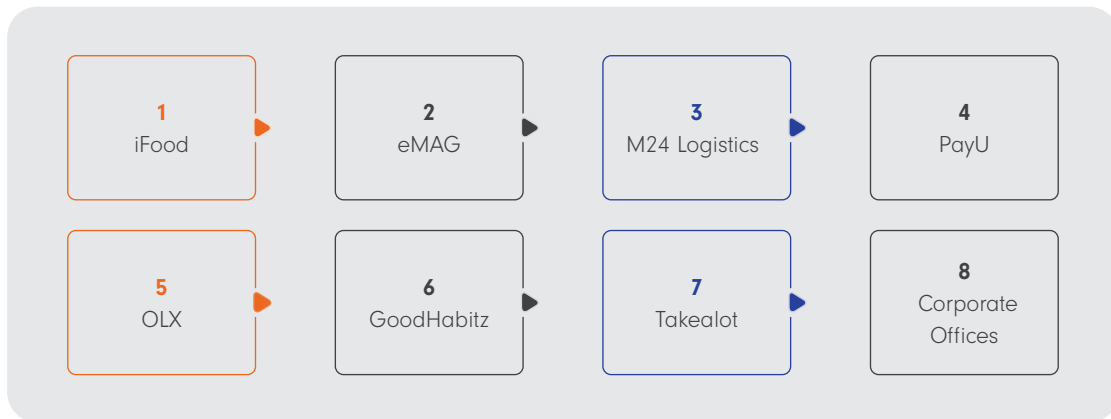 1
iFood
2
eMAG
3
M24 Logistics
4
PayU
5
OLX
6
GoodHabitz
7
Takealot
8
Corporate
Offices